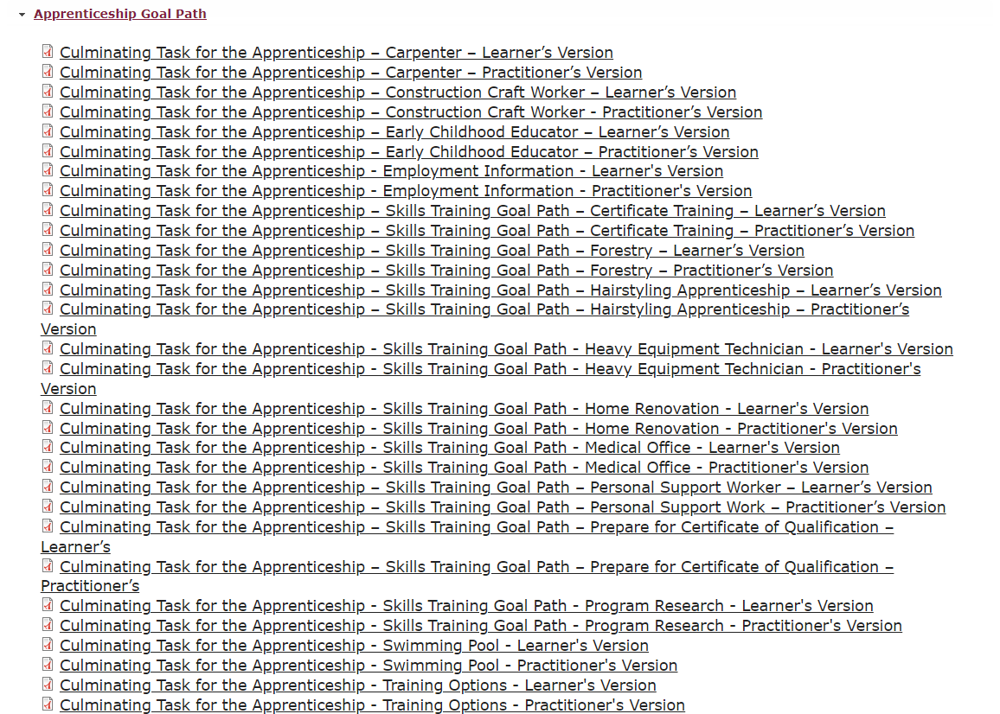 Apprenticeship Goal Path
Culminating Task for the Apprenticeship – Carpenter – Learner’s Version
Culminating Task for the Apprenticeship – Carpenter – Practitioner’s Version
Culminating Task for the Apprenticeship – Construction Craft Worker – Learner’s Version
Culminating Task for the Apprenticeship – Construction Craft Worker - Practitioner’s Version
Culminating Task for the Apprenticeship – Early Childhood Educator – Learner’s Version
Culminating Task for the Apprenticeship – Early Childhood Educator – Practitioner’s Version
Culminating Task for the Apprenticeship - Employment Information - Learner's Version
Culminating Task for the Apprenticeship - Employment Information - Practitioner's Version
Culminating Task for the Apprenticeship – Skills Training Goal Path – Certificate Training – Learner’s Version
Culminating Task for the Apprenticeship – Skills Training Goal Path – Certificate Training – Practitioner’s Version
Culminating Task for the Apprenticeship – Skills Training Goal Path – Forestry – Learner’s Version
Culminating Task for the Apprenticeship – Skills Training Goal Path – Forestry – Practitioner’s Version
Culminating Task for the Apprenticeship – Skills Training Goal Path – Hairstyling Apprenticeship – Learner’s Version
Culminating Task for the Apprenticeship – Skills Training Goal Path – Hairstyling Apprenticeship – Practitioner’s
Version
Culminating Task for the Apprenticeship - Skills Training Goal Path - Heavy Equipment Technician - Learner's Version
Culminating Task for the Apprenticeship - Skills Training Goal Path - Heavy Equipment Technician - Practitioner's
Version
Culminating Task for the Apprenticeship - Skills Training Goal Path - Home Renovation - Learner's Version
Culminating Task for the Apprenticeship - Skills Training Goal Path - Home Renovation - Practitioner's Version
Culminating Task for the Apprenticeship - Skills Training Goal Path - Medical Office - Learner's Version
Culminating Task for the Apprenticeship - Skills Training Goal Path - Medical Office - Practitioner's Version
Culminating Task for the Apprenticeship – Skills Training Goal Path – Personal Support Worker – Learner’s Version
Culminating Task for the Apprenticeship – Skills Training Goal Path – Personal Support Work – Practitioner’s Version
Culminating Task for the Apprenticeship – Skills Training Goal Path – Prepare for Certificate of Qualification –
Learner’s
Culminating Task for the Apprenticeship – Skills Training Goal Path – Prepare for Certificate of Qualification –
Practitioner’s
Culminating Task for the Apprenticeship - Skills Training Goal Path - Program Research - Learner's Version
Culminating Task for the Apprenticeship - Skills Training Goal Path - Program Research - Practitioner's Version
Culminating Task for the Apprenticeship - Swimming Pool - Learner's Version
Culminating Task for the Apprenticeship - Swimming Pool - Practitioner's Version
Culminating Task for the Apprenticeship - Training Options - Learner's Version
Culminating Task for the Apprenticeship - Training Options - Practitioner's Version